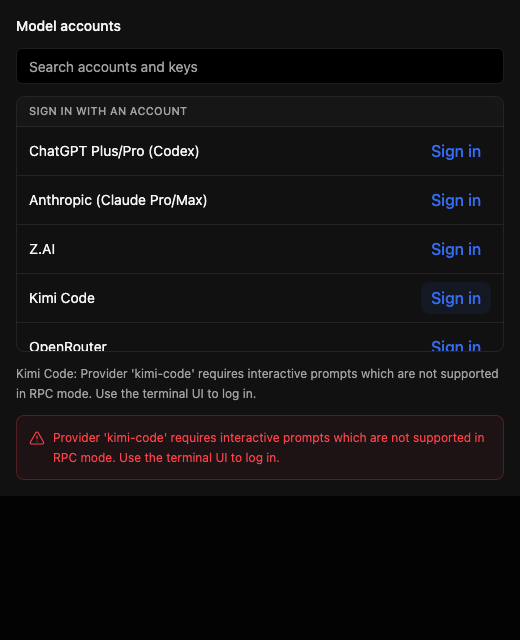 Model accounts
Search accounts and keys
SIGN IN WITH AN ACCOUNT
ChatGPT Plus/Pro (Codex) Sign in
Anthropic (Claude Pro/Max) Sign in
Z.AI Sign in
Kimi Code Sign in
OpenRouter Sign in
Kimi Code: Provider 'kimi-code' requires interactive prompts which are not supported
in RPC mode. Use the terminal UI to log in.
Provider 'kimi-code' requires interactive prompts which are not supported in
RPC mode. Use the terminal UI to log in.